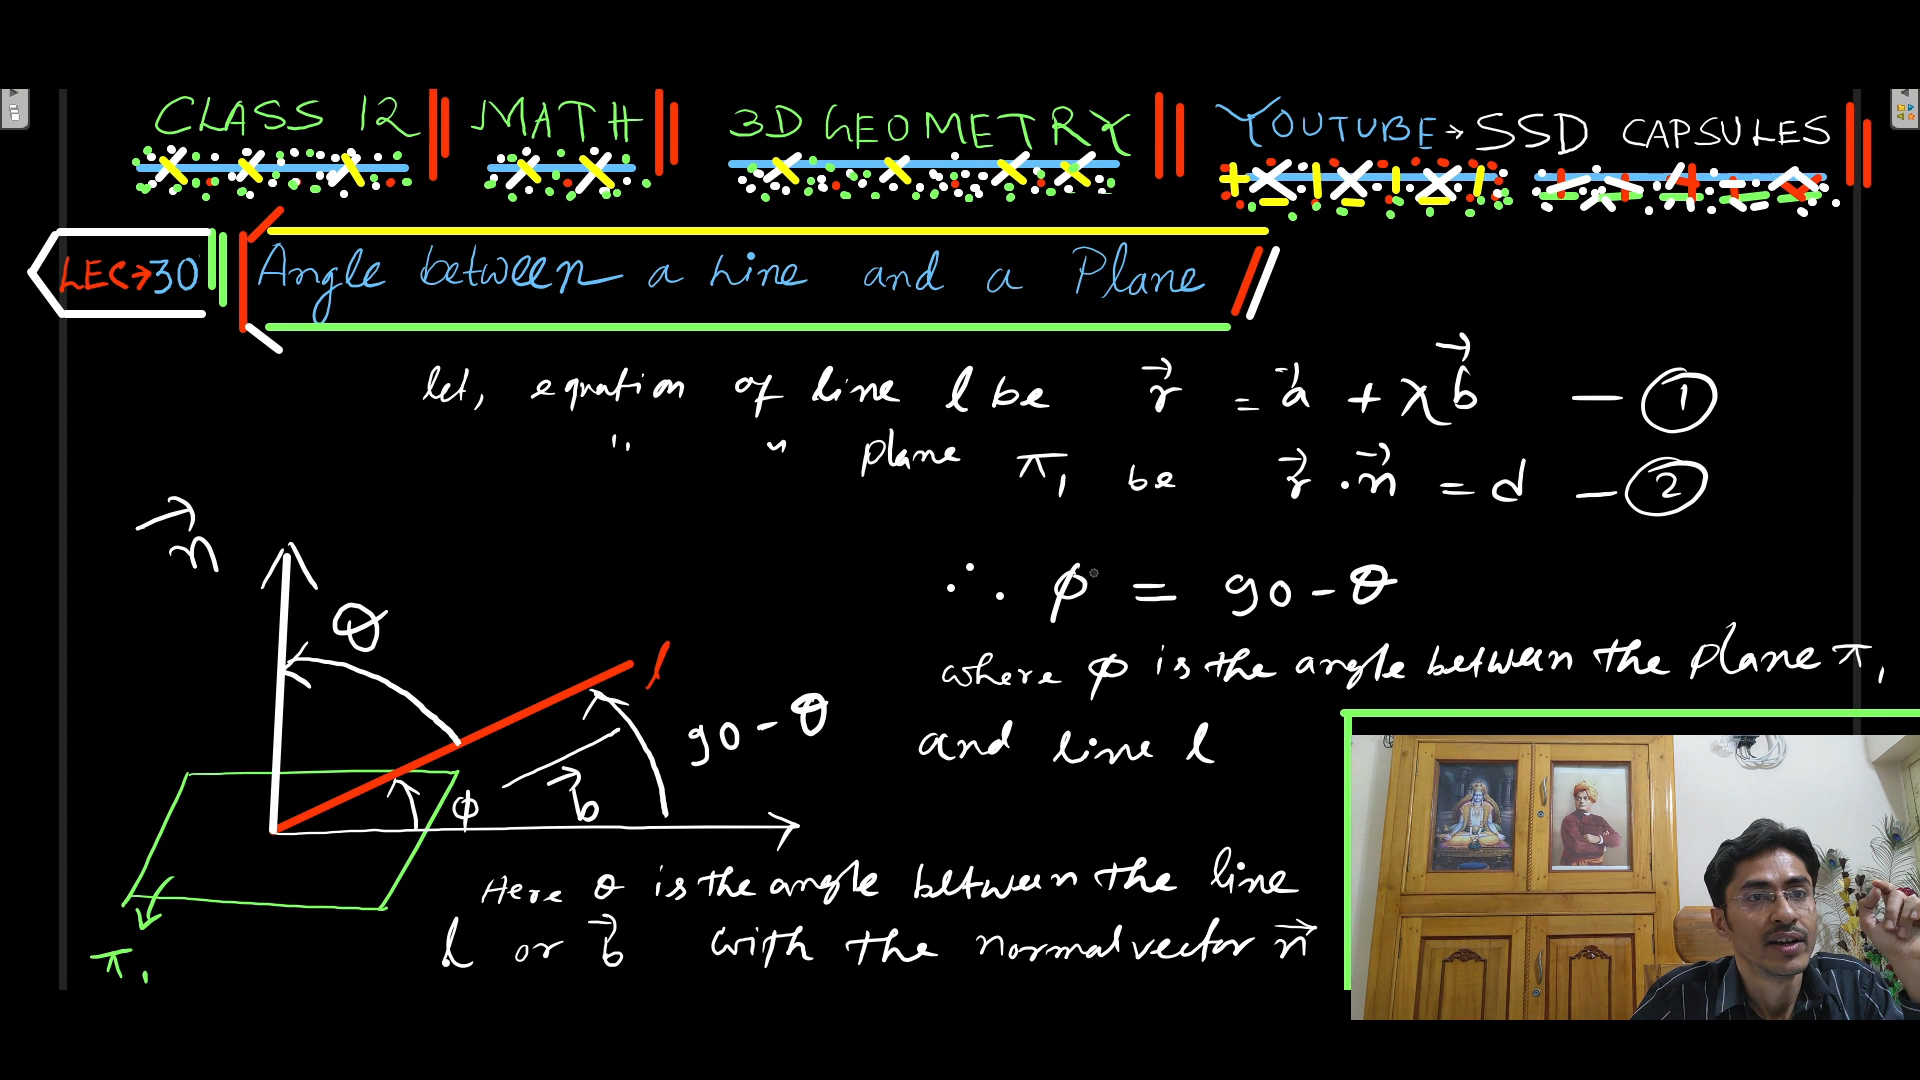 CLASS 12 || MATH || 3D GEOMETRY || YOUTUBE → SSD CAPSULES ||
LEC→30 || Angle between a Line and a Plane //
let, equation of line l be r⃗ = a⃗ + λb⃗ — ①
" " plane π₁ be r⃗ . n⃗ = d — ②
n⃗
θ
l
90 - θ
ϕ
b⃗
π₁
∴ ϕ = 90 - θ
where ϕ is the angle between the plane π₁
and line l
Here θ is the angle between the line
l or b⃗ with the normal vector n⃗